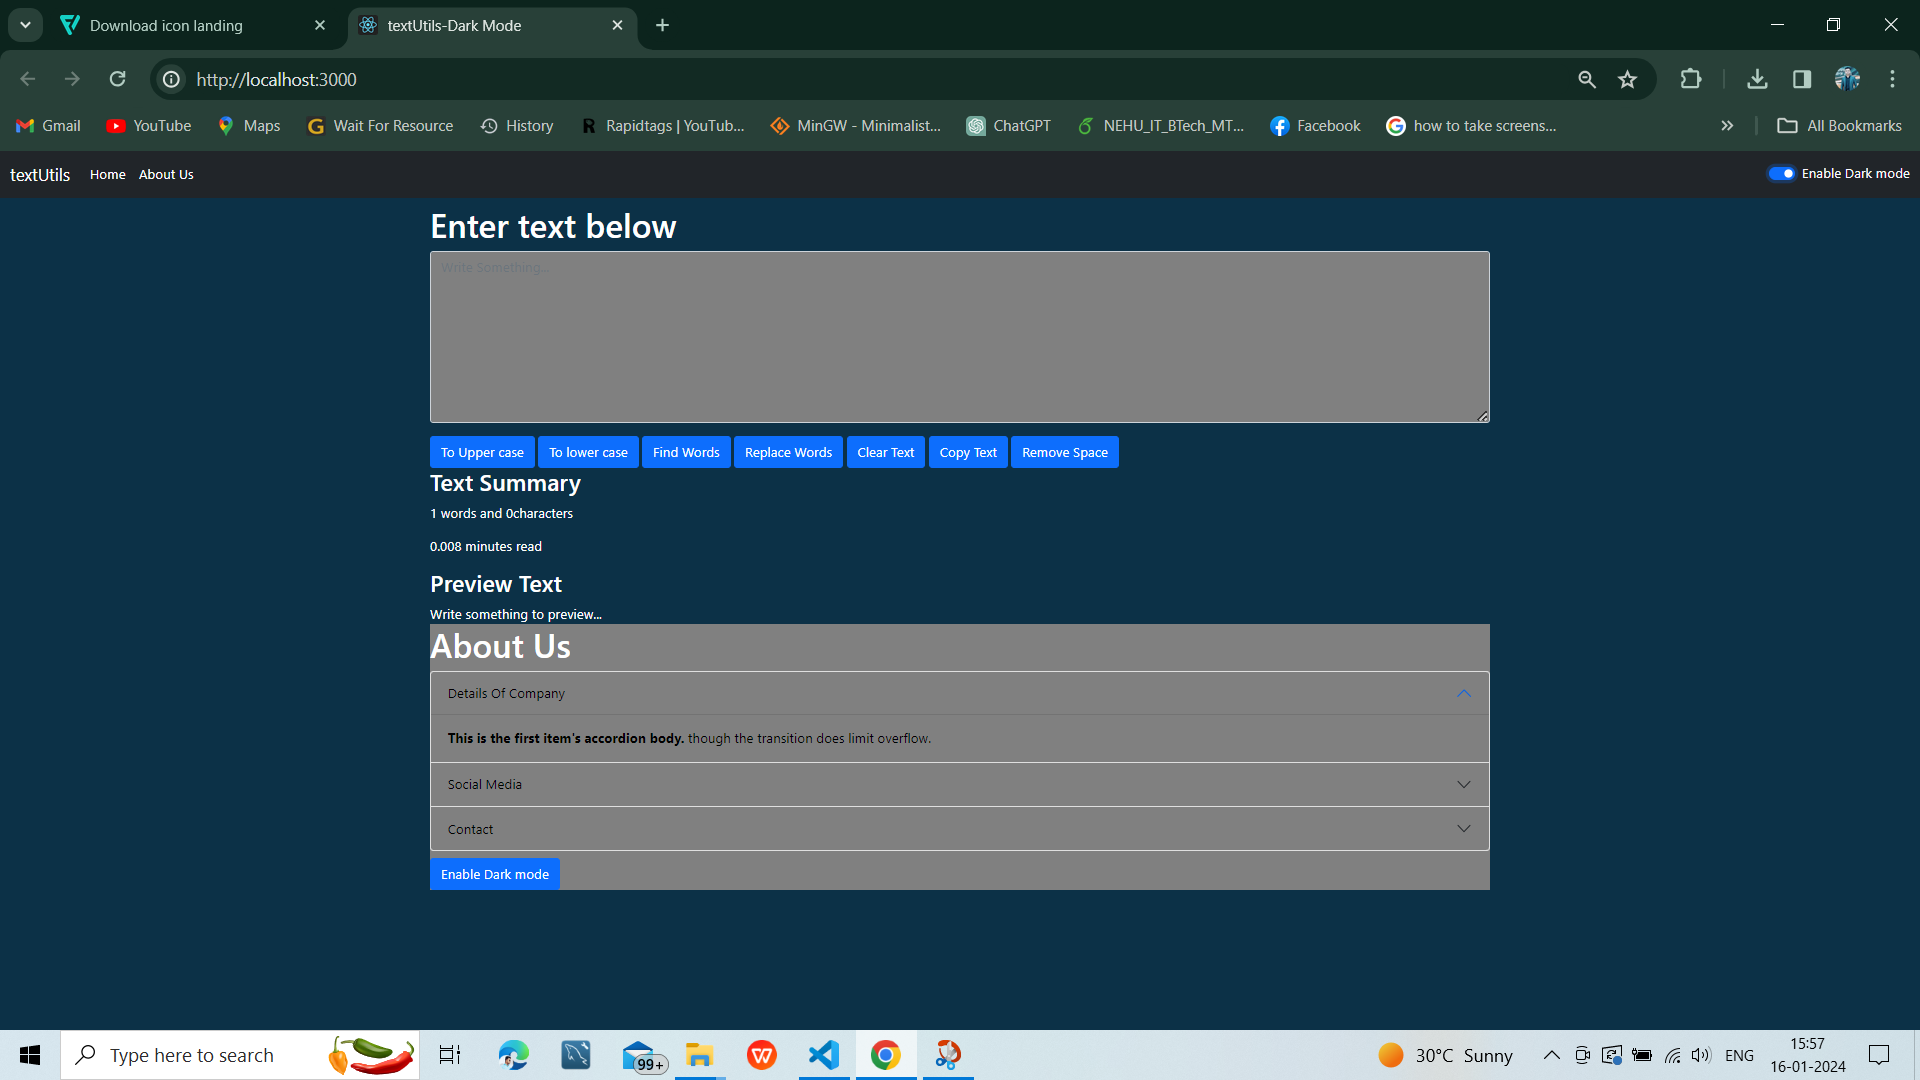 Download icon landing
textUtils-Dark Mode
http://localhost:3000
Gmail YouTube Maps Wait For Resource History Rapidtags | YouTub... MinGW - Minimalist... ChatGPT NEHU_IT_BTech_MT... Facebook how to take screens... All Bookmarks
textUtils Home About Us Enable Dark mode
Enter text below
Write Something...
To Upper case To lower case Find Words Replace Words Clear Text Copy Text Remove Space
Text Summary
1 words and 0characters
0.008 minutes read
Preview Text
Write something to preview...
About Us
Details Of Company
This is the first item's accordion body. though the transition does limit overflow.
Social Media
Contact
Enable Dark mode
Type here to search
99+
30°C Sunny
ENG
15:57
16-01-2024